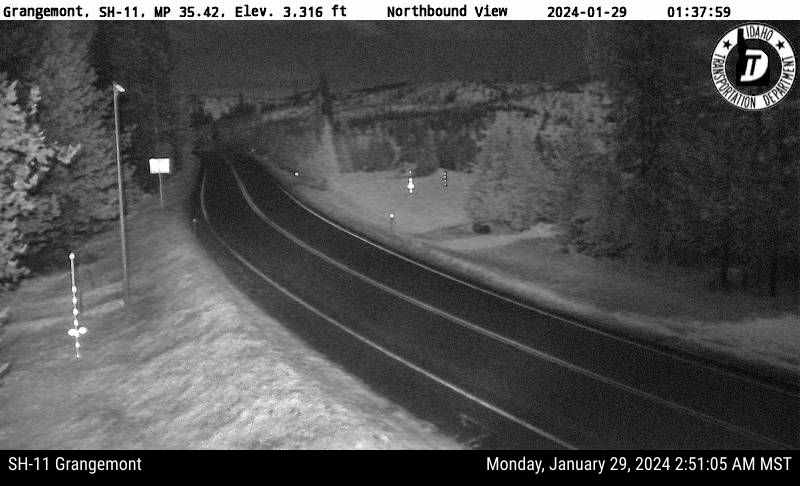 Grangemont, SH-11, MP 35.42, Elev. 3,316 ft Northbound View 2024-01-29 01:37:59
IDAHO
TRANSPORTATION DEPARTMENT
SH-11 Grangemont Monday, January 29, 2024 2:51:05 AM MST